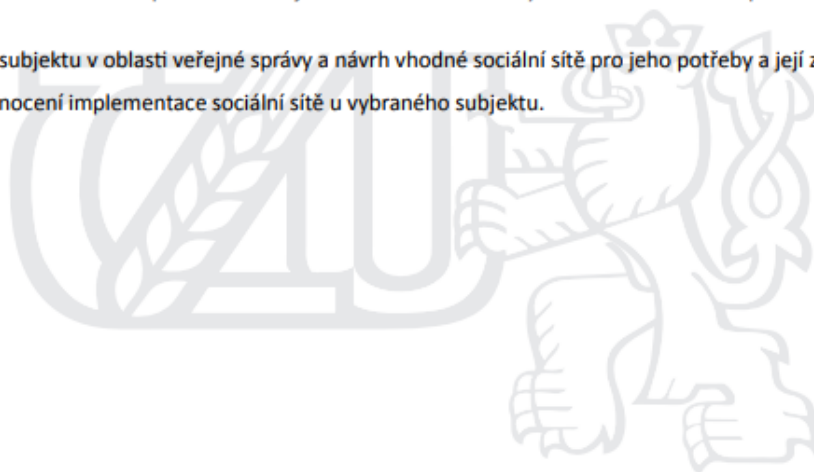 subjektu v oblasti veřejné správy a návrh vhodné sociální sítě pro jeho potřeby a její
nocení implementace sociální sítě u vybraného subjektu.